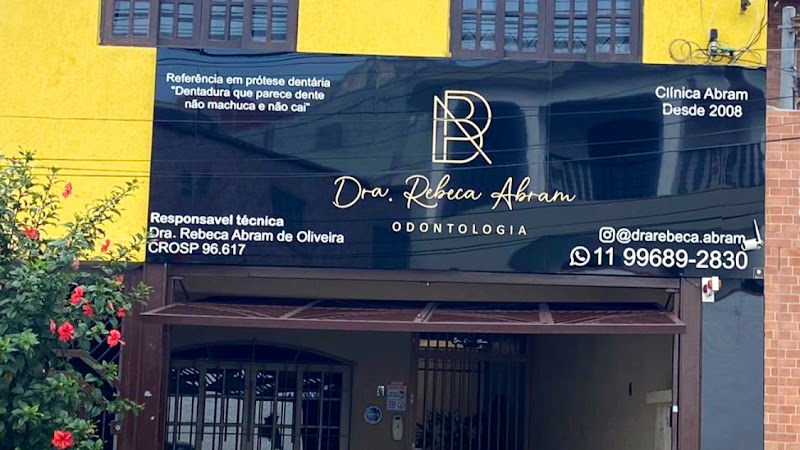 Referência em prótese dentária
"Dentadura que parece dente
não machuca e não cai"
Clínica Abram
Desde 2008
Dra. Rebeca Abram
ODONTOLOGIA
Responsavel técnica
Dra. Rebeca Abram de Oliveira
CROSP 96.617
@drarebeca.abram
11 99689-2830